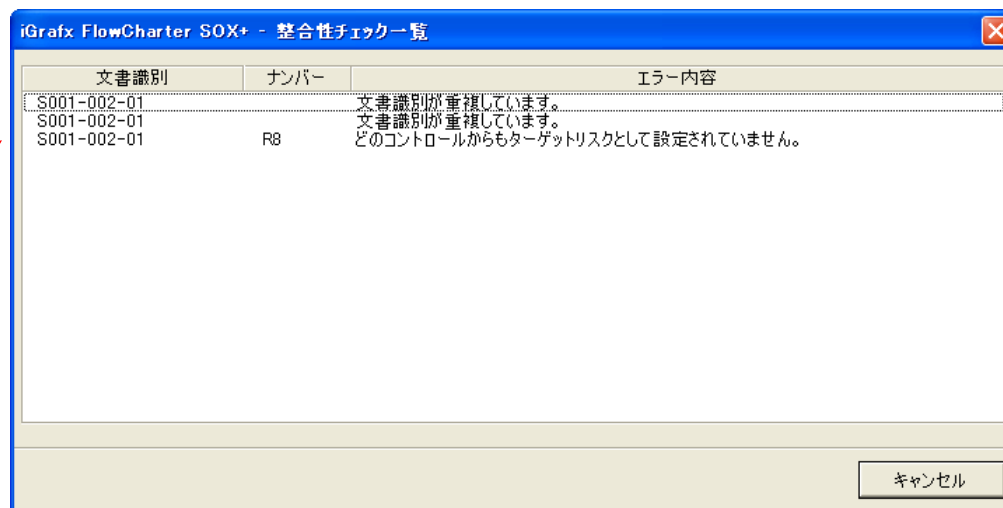 iGrafx FlowCharter SOX+ - 整合性チェック一覧
文書識別 ナンバー エラー内容
S001-002-01 文書識別が重複しています。
S001-002-01 文書識別が重複しています。
S001-002-01 R8 どのコントロールからもターゲットリスクとして設定されていません。
キャンセル